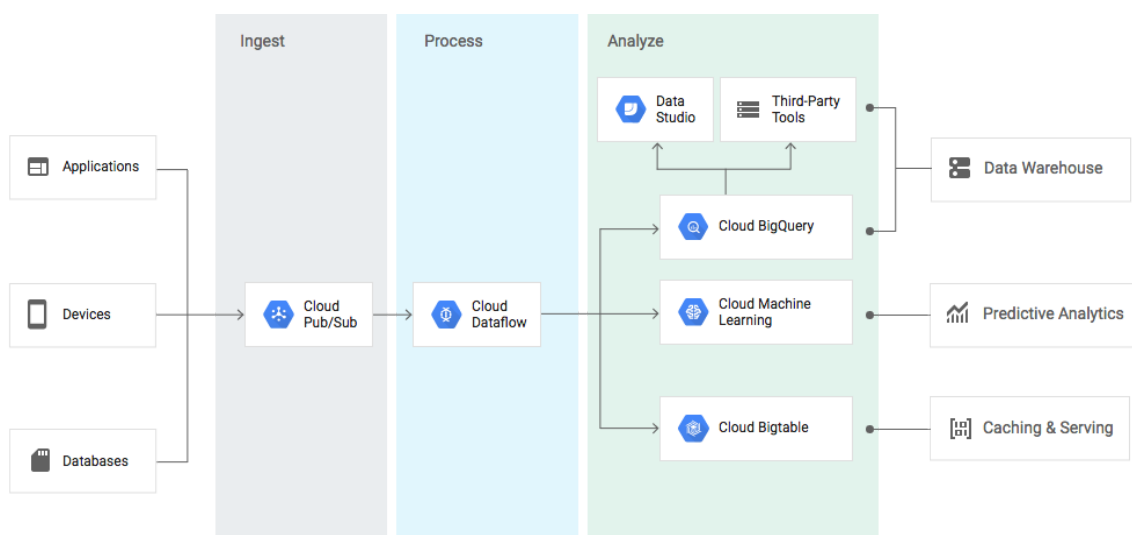 Ingest
Process
Analyze
Data
Studio
Third-Party
Tools
Applications
Data Warehouse
Cloud BigQuery
Devices
Cloud
Pub/Sub
Cloud
Dataflow
Cloud Machine
Learning
Predictive Analytics
Cloud Bigtable
Caching & Serving
Databases